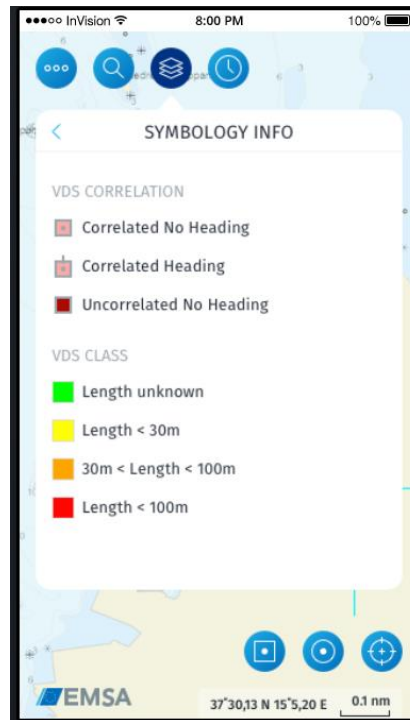 InVision
8:00 PM
100%
SYMBOLOGY INFO
VDS CORRELATION
Correlated No Heading
Correlated Heading
Uncorrelated No Heading
VDS CLASS
Length unknown
Length < 30m
30m < Length < 100m
Length < 100m
EMSA
37°30,13 N 15°5,20 E
0.1 nm